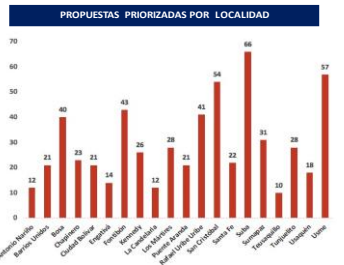 PROPUESTAS PRIORIZADAS POR LOCALIDAD
70
60
50
40
30
20
10
0
12
21
40
23
21
14
43
26
12
28
21
41
54
22
66
31
10
28
18
57
Antonio Nariño
Barrios Unidos
Bosa
Chapinero
Ciudad Bolívar
Engativá
Fontibón
Kennedy
La Candelaria
Los Mártires
Puente Aranda
Rafael Uribe Uribe
San Cristóbal
Santa Fe
Suba
Sumapaz
Teusaquillo
Tunjuelito
Usaquén
Usme